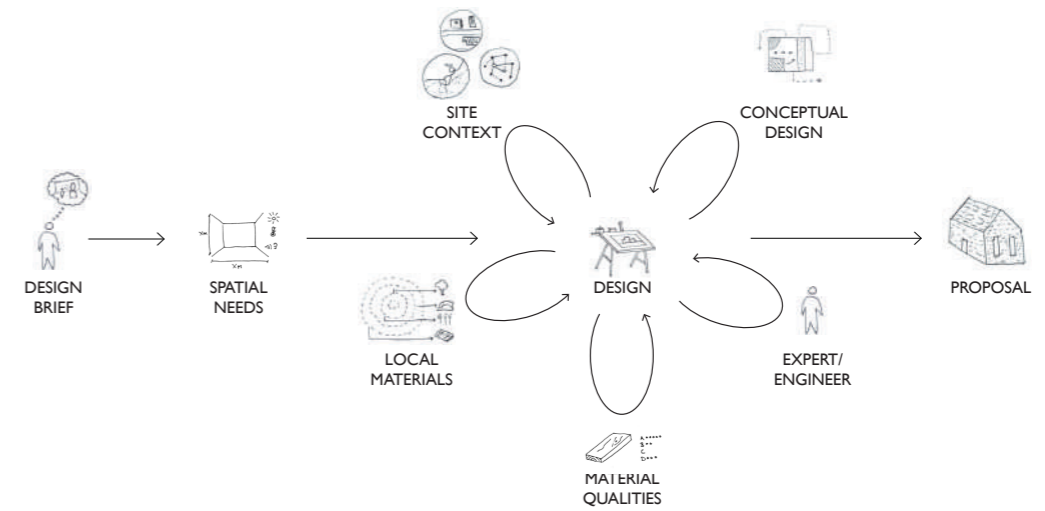 SITE
CONTEXT
CONCEPTUAL
DESIGN
DESIGN
BRIEF
SPATIAL
NEEDS
DESIGN
PROPOSAL
LOCAL
MATERIALS
EXPERT/
ENGINEER
A
B
C
D
MATERIAL
QUALITIES